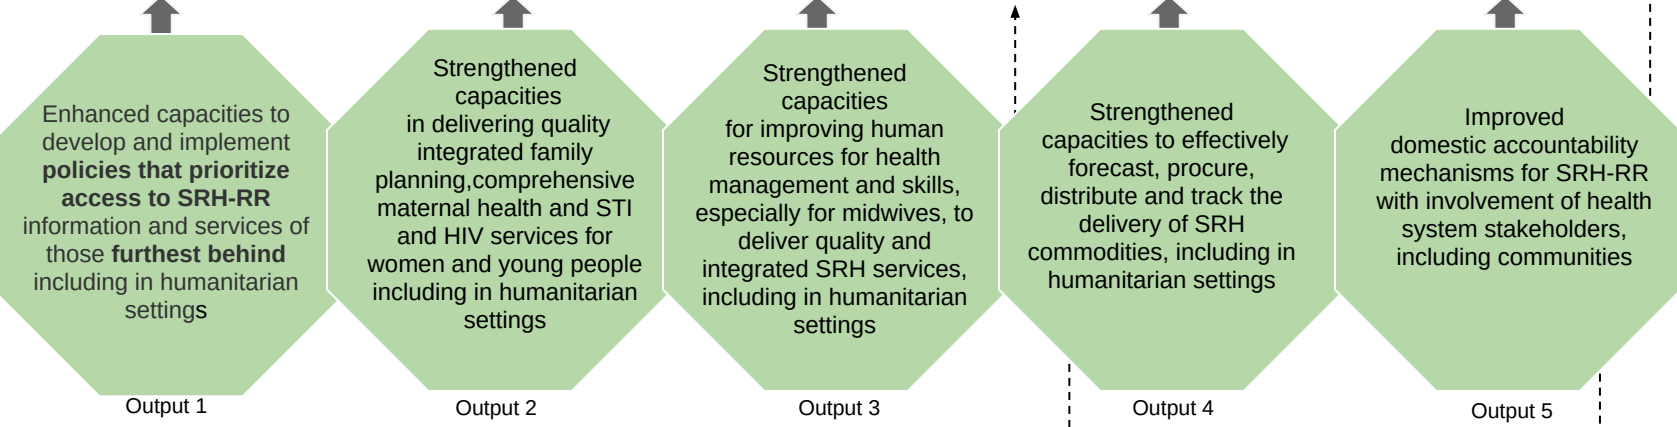 Enhanced capacities to
develop and implement
policies that prioritize
access to SRH-RR
information and services of
those furthest behind
including in humanitarian
settings
Output 1
Strengthened
capacities
in delivering quality
integrated family
planning,comprehensive
maternal health and STI
and HIV services for
women and young people
including in humanitarian
settings
Output 2
Strengthened
capacities
for improving human
resources for health
management and skills,
especially for midwives, to
deliver quality and
integrated SRH services,
including in humanitarian
settings
Output 3
Strengthened
capacities to effectively
forecast, procure,
distribute and track the
delivery of SRH
commodities, including in
humanitarian settings
Output 4
Improved
domestic accountability
mechanisms for SRH-RR
with involvement of health
system stakeholders,
including communities
Output 5